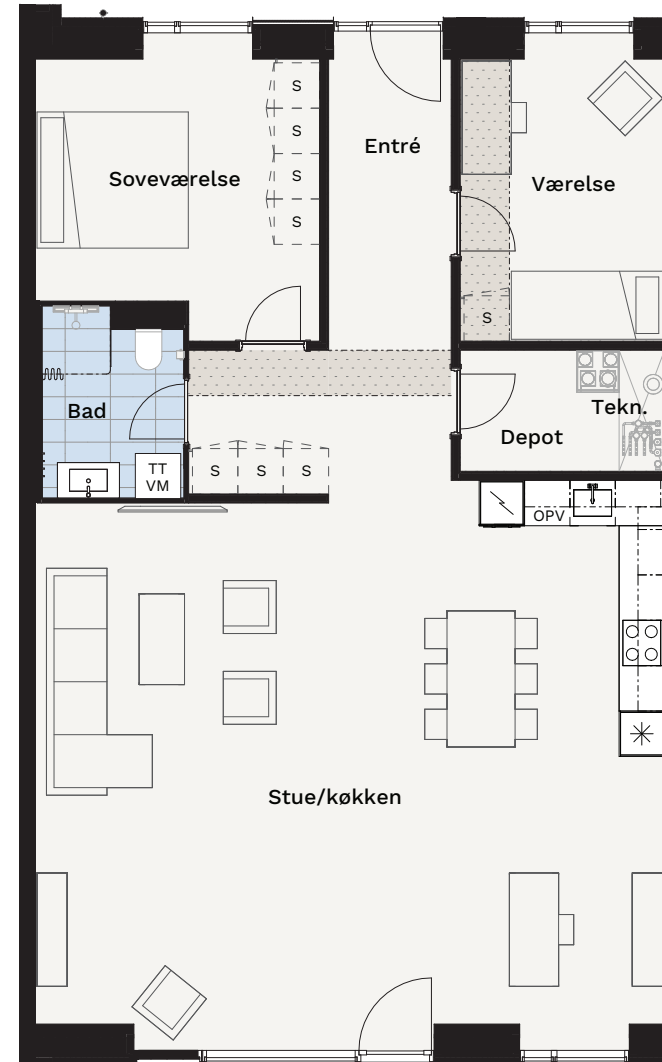 S
S
S
S
Entré
Soveværelse
Værelse
S
Bad
Tekn.
Depot
TT
VM
S
S
S
OPV
Stue/køkken